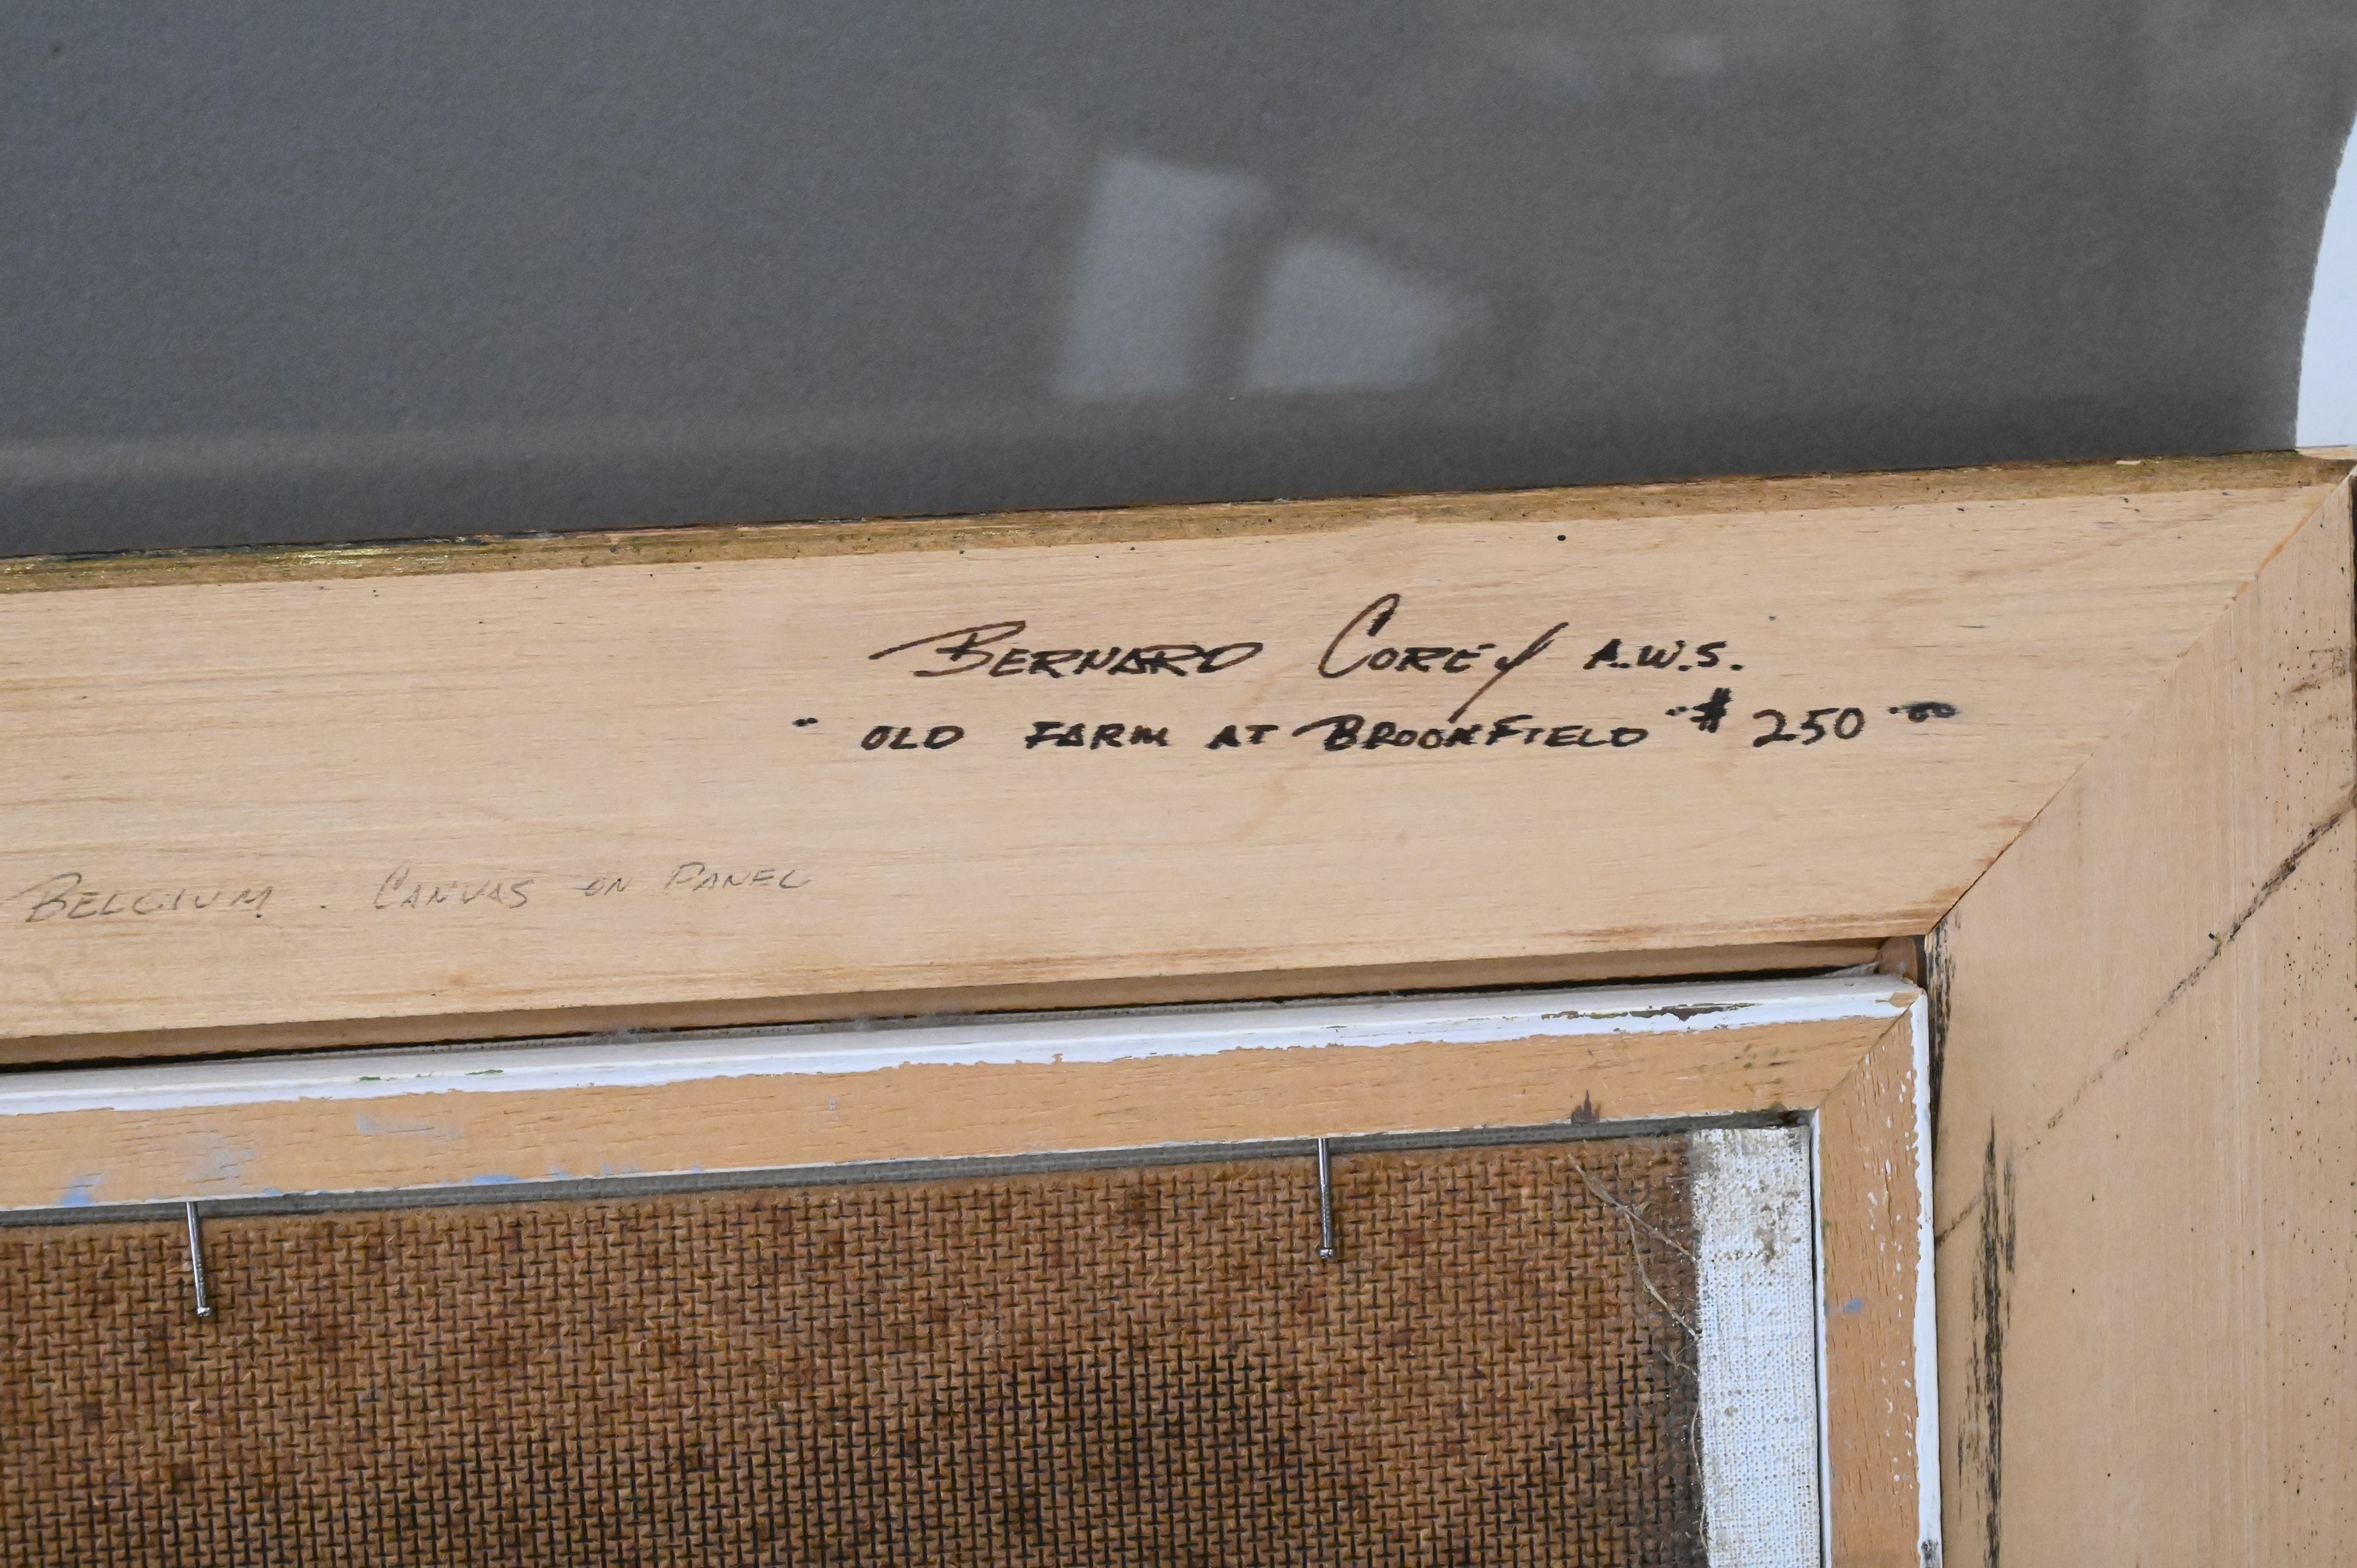 BERNARD COREY A.W.S.
" OLD FARM AT BROOKFIELD " $ 250 00
BELGIUM. CANVAS ON PANEL